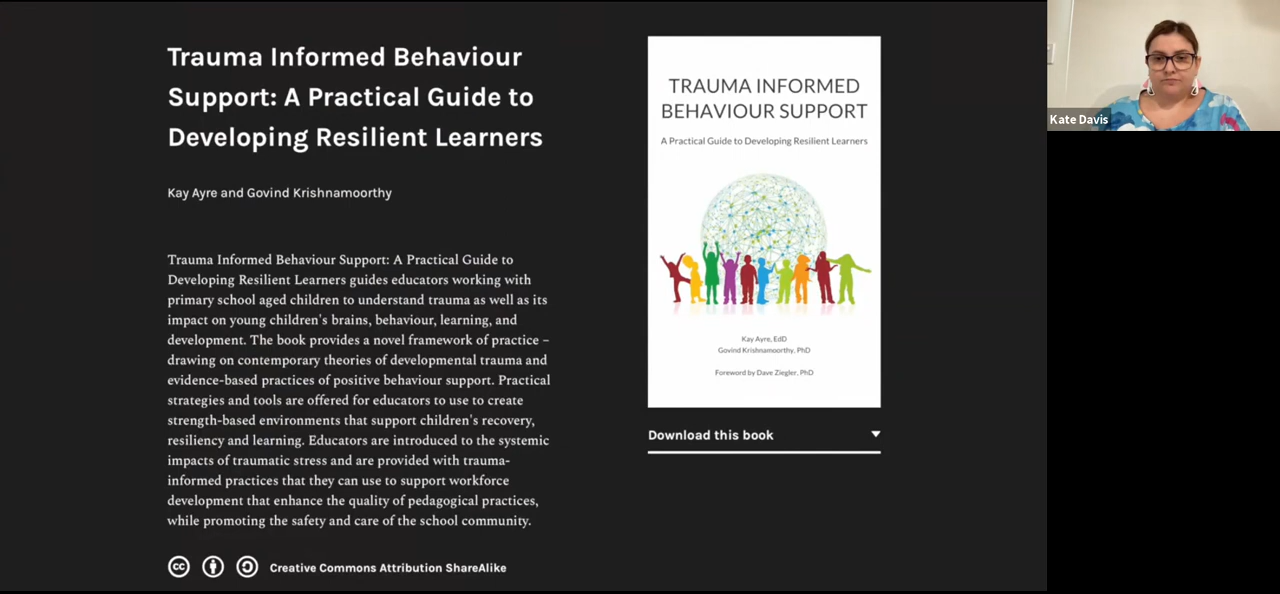 Trauma Informed Behaviour
Support: A Practical Guide to
Developing Resilient Learners
Kay Ayre and Govind Krishnamoorthy
Trauma Informed Behaviour Support: A Practical Guide to
Developing Resilient Learners guides educators working with
primary school aged children to understand trauma as well as its
impact on young children's brains, behaviour, learning, and
development. The book provides a novel framework of practice –
drawing on contemporary theories of developmental trauma and
evidence-based practices of positive behaviour support. Practical
strategies and tools are offered for educators to use to create
strength-based environments that support children's recovery,
resiliency and learning. Educators are introduced to the systemic
impacts of traumatic stress and are provided with trauma-
informed practices that they can use to support workforce
development that enhance the quality of pedagogical practices,
while promoting the safety and care of the school community.
cc
Creative Commons Attribution ShareAlike
TRAUMA INFORMED
BEHAVIOUR SUPPORT
A Practical Guide to Developing Resilient Learners
Kay Ayre, EdD
Govind Krishnamoorthy, PhD
Foreword by Dave Ziegler, PhD
Download this book
Kate Davis